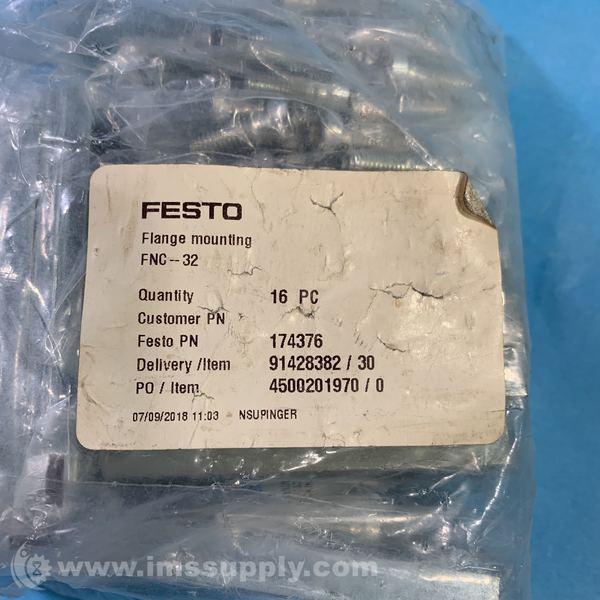 FESTO
Flange mounting
FNC--32
Quantity 16 PC
Customer PN
Festo PN 174376
Delivery /Item 91428382 / 30
PO / Item 4500201970 / 0
07/09/2018 11:03 NSUPINGER
www.imssupply.com